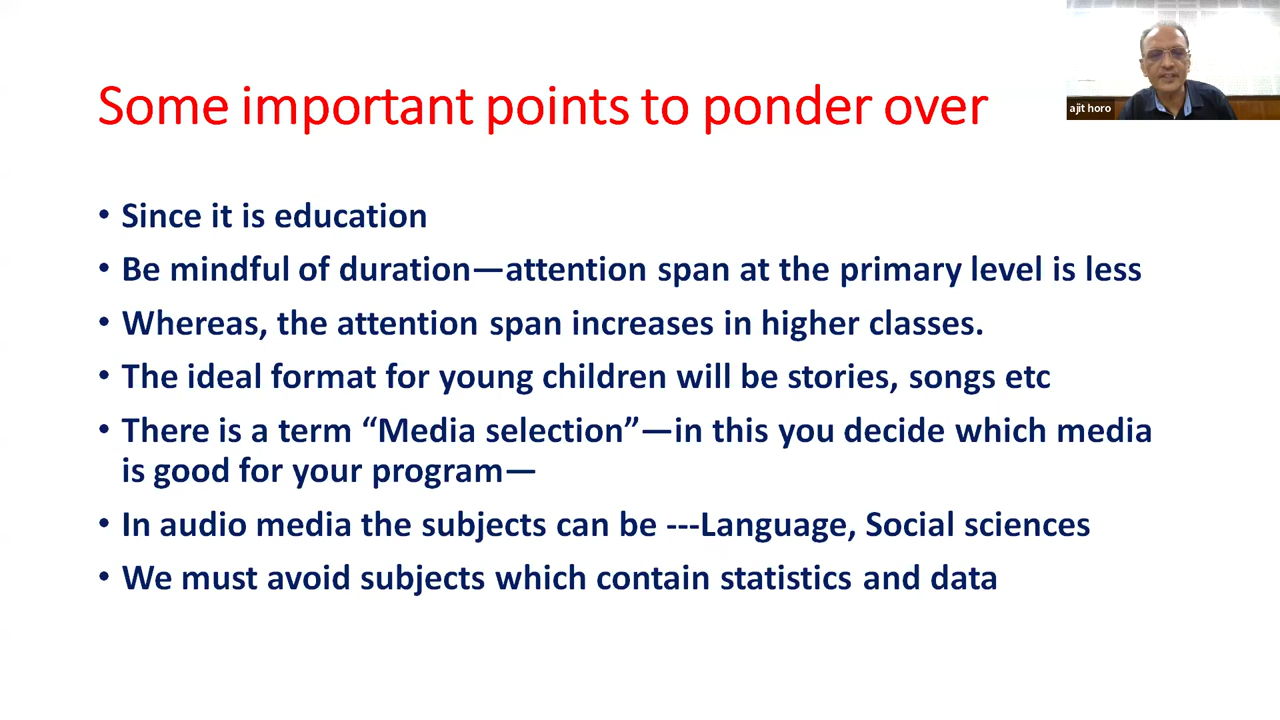 Some important points to ponder over
ajit horo
• Since it is education
• Be mindful of duration—attention span at the primary level is less
• Whereas, the attention span increases in higher classes.
• The ideal format for young children will be stories, songs etc
• There is a term “Media selection”—in this you decide which media
is good for your program—
• In audio media the subjects can be ---Language, Social sciences
• We must avoid subjects which contain statistics and data